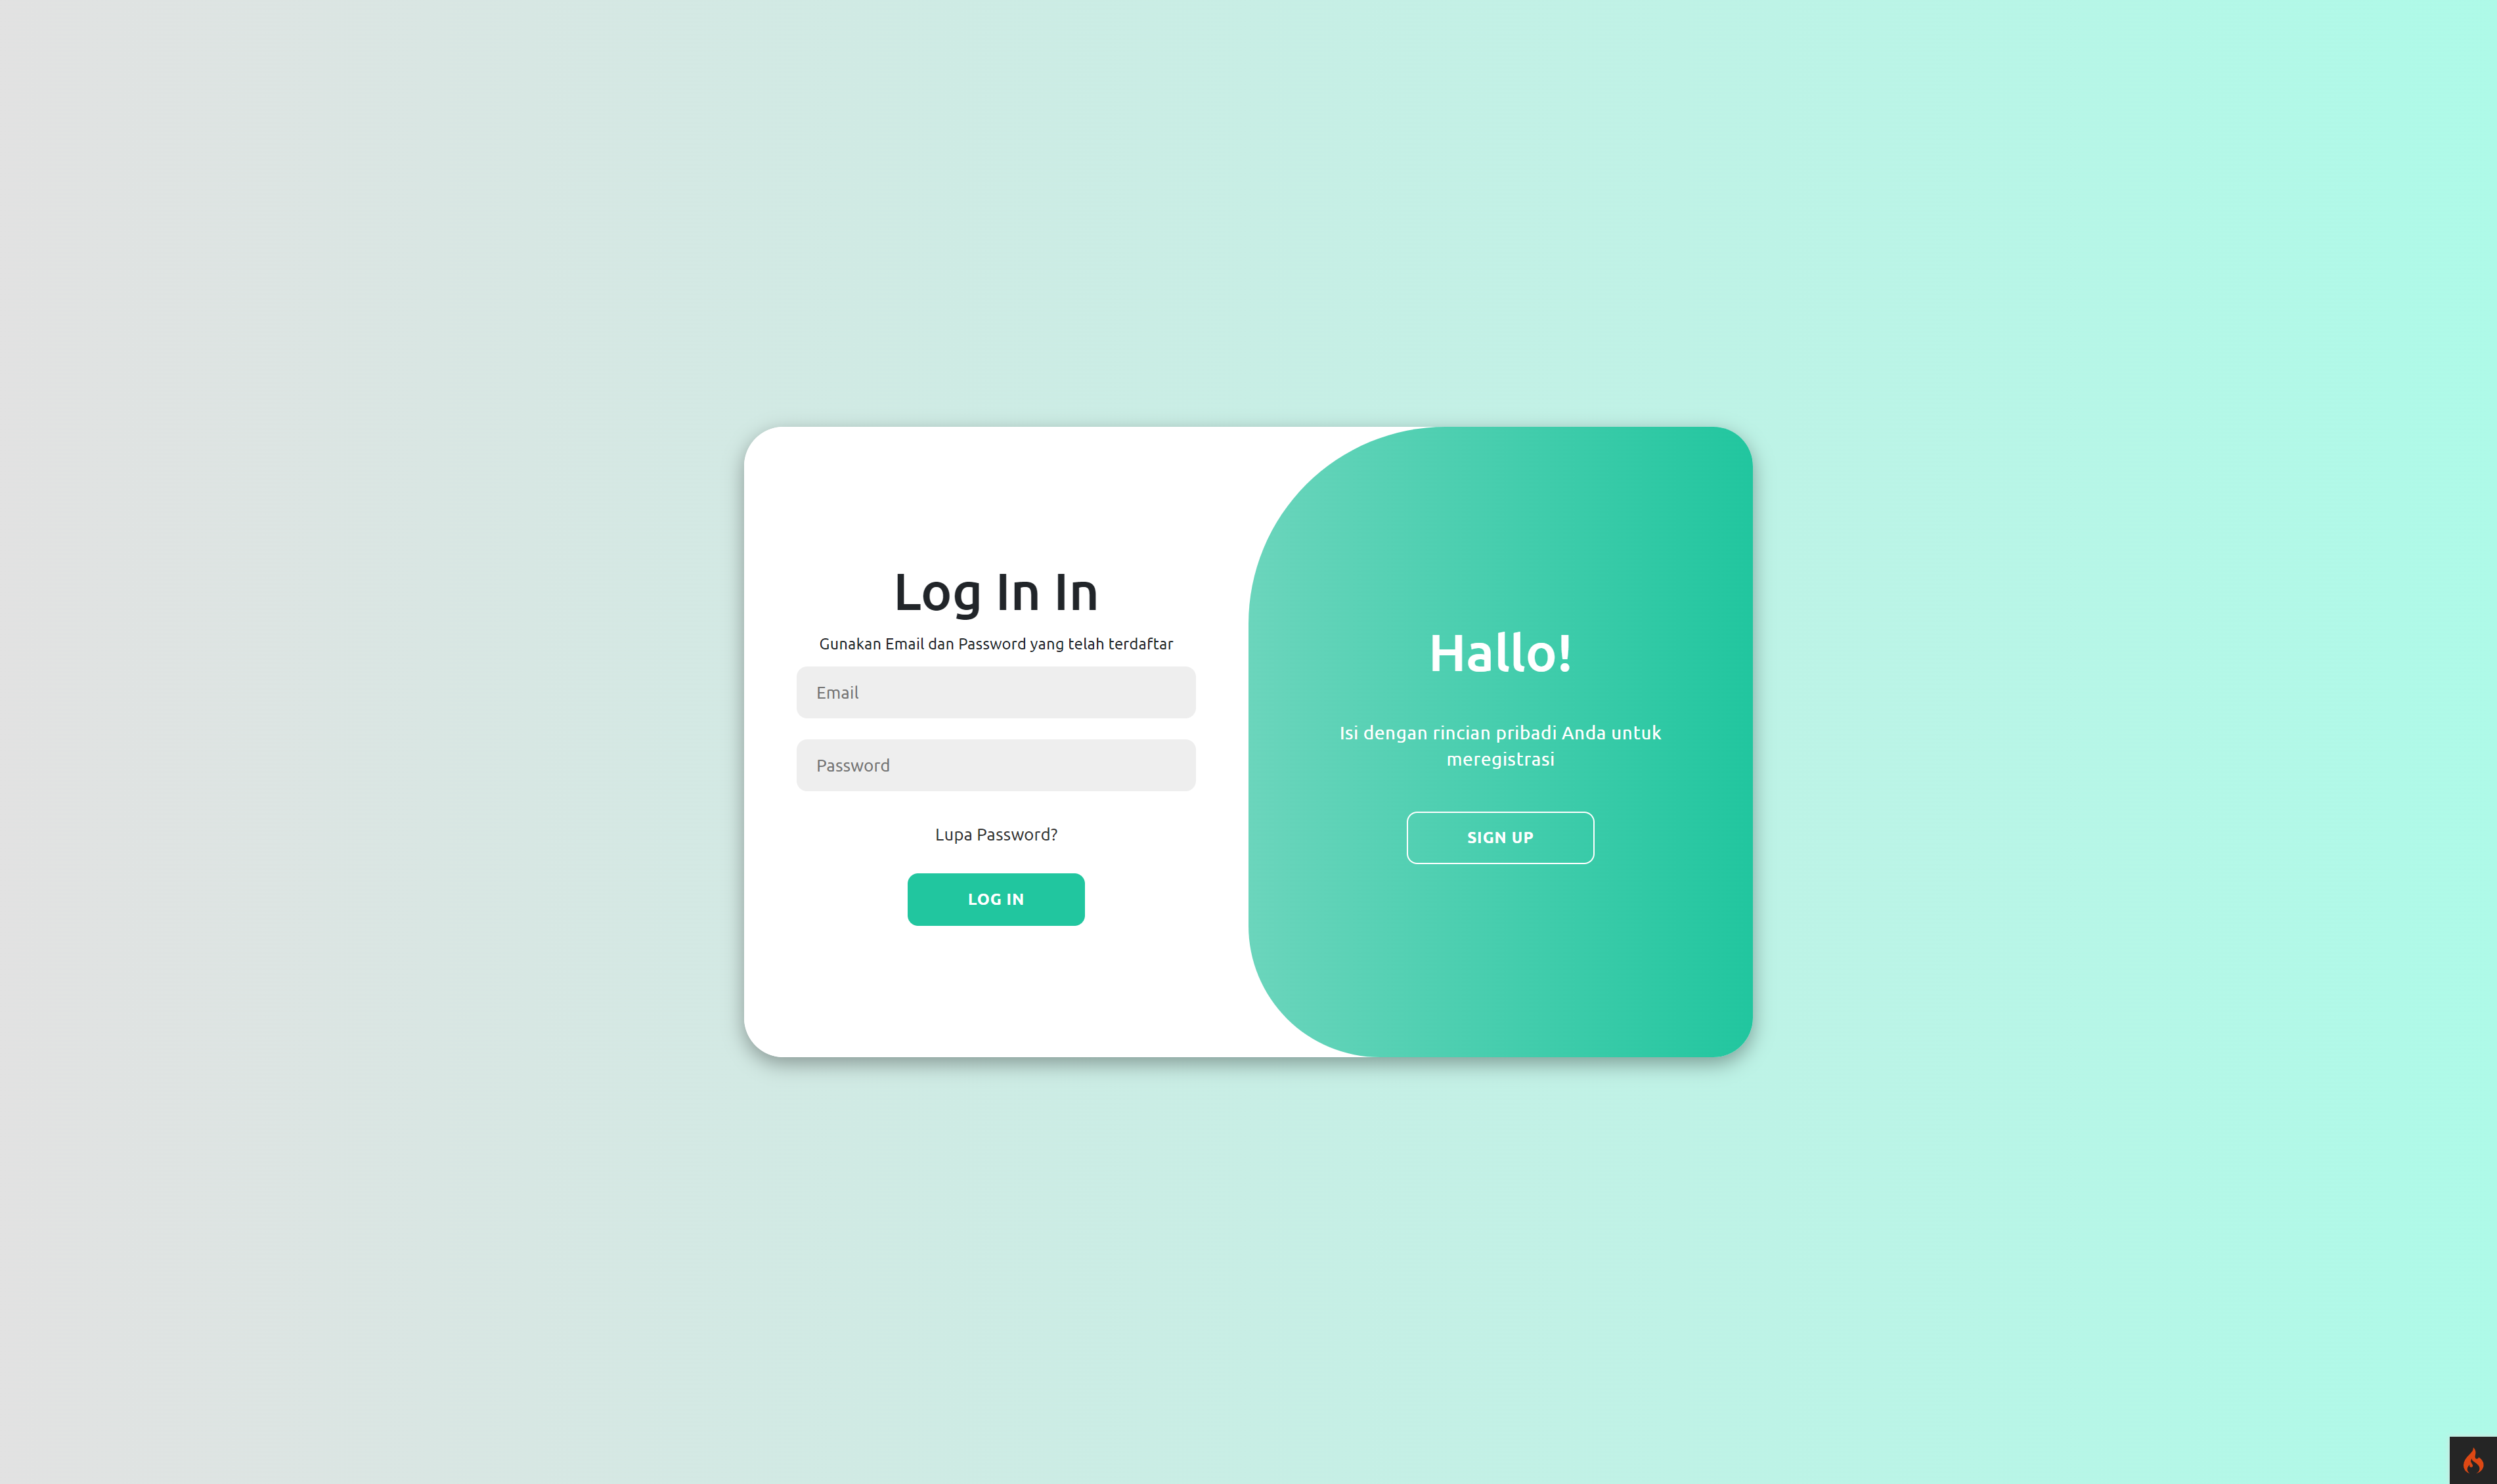 Log In In
Gunakan Email dan Password yang telah terdaftar
Email
Password
Lupa Password?
LOG IN
Hallo!
Isi dengan rincian pribadi Anda untuk
meregistrasi
SIGN UP